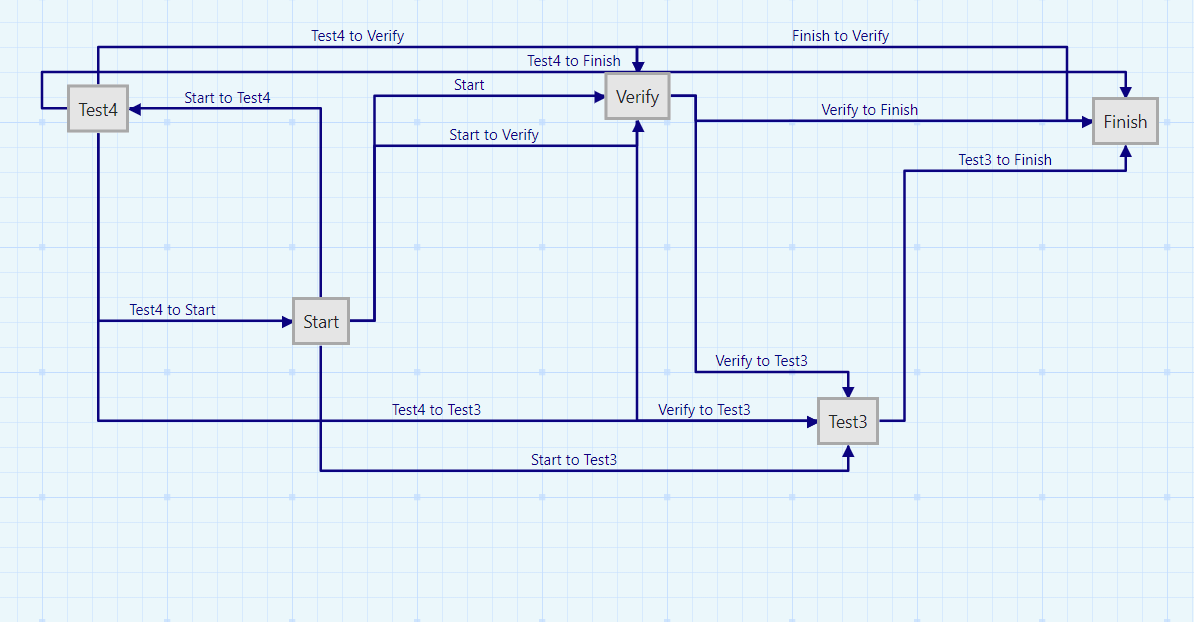 Test4 to Verify
Finish to Verify
Test4 to Finish
Start
Verify
Start to Test4
Test4
Verify to Finish
Finish
Start to Verify
Test3 to Finish
Test4 to Start
Start
Verify to Test3
Test4 to Test3
Verify to Test3
Test3
Start to Test3